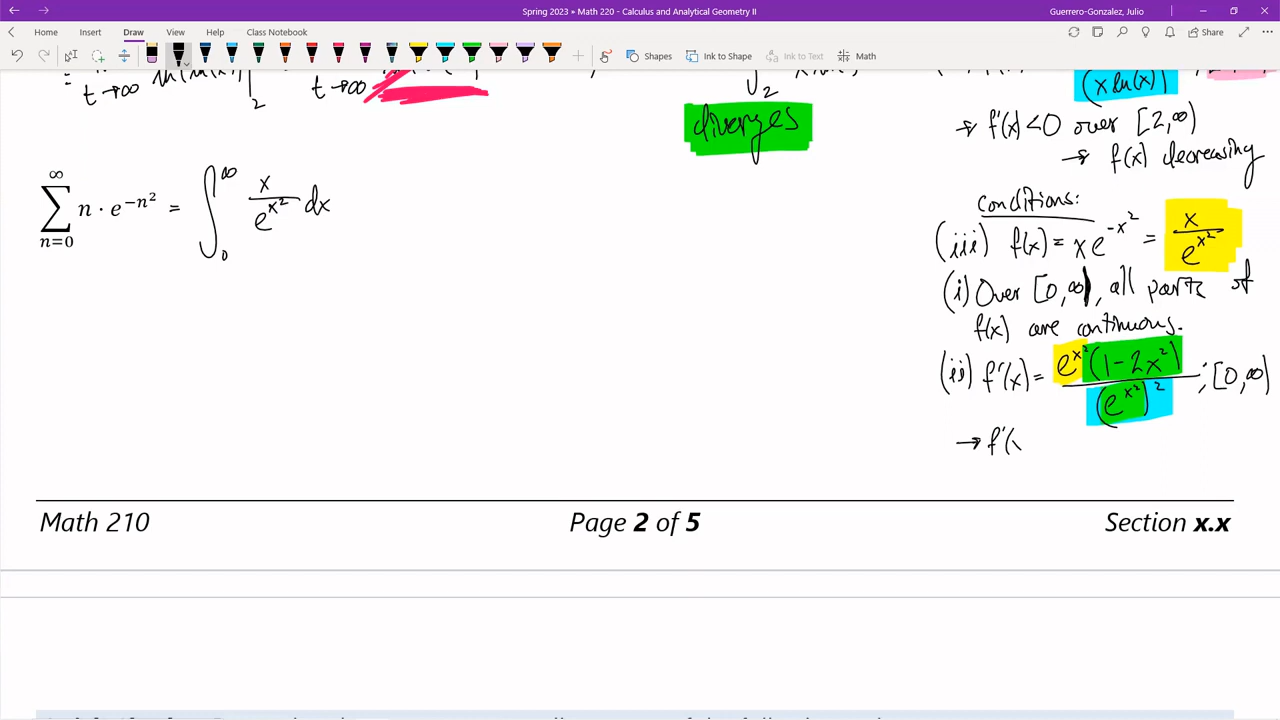 Spring 2023 » Math 220 - Calculus and Analytical Geometry II
Guerrero-Gonzalez, Julio
Home Insert Draw View Help Class Notebook
Share
Shapes Ink to Shape Ink to Text Math
t→∞ 2 t→∞ 2 (x ln(x))
diverges
→ f'(x) < 0 over [2, ∞)
→ f(x) decreasing
∑_{n=0}^{∞} n · e^{-n²} = ∫_0^∞ x/e^{x²} dx
conditions:
(iii) f(x) = xe^{-x²} = x/e^{x²}
(i) Over [0, ∞), all parts of
f(x) are continuous.
(ii) f'(x) = e^{x²}(1-2x²)/(e^{x²})² ; [0, ∞)
→ f'(
Math 210 Page 2 of 5 Section x.x